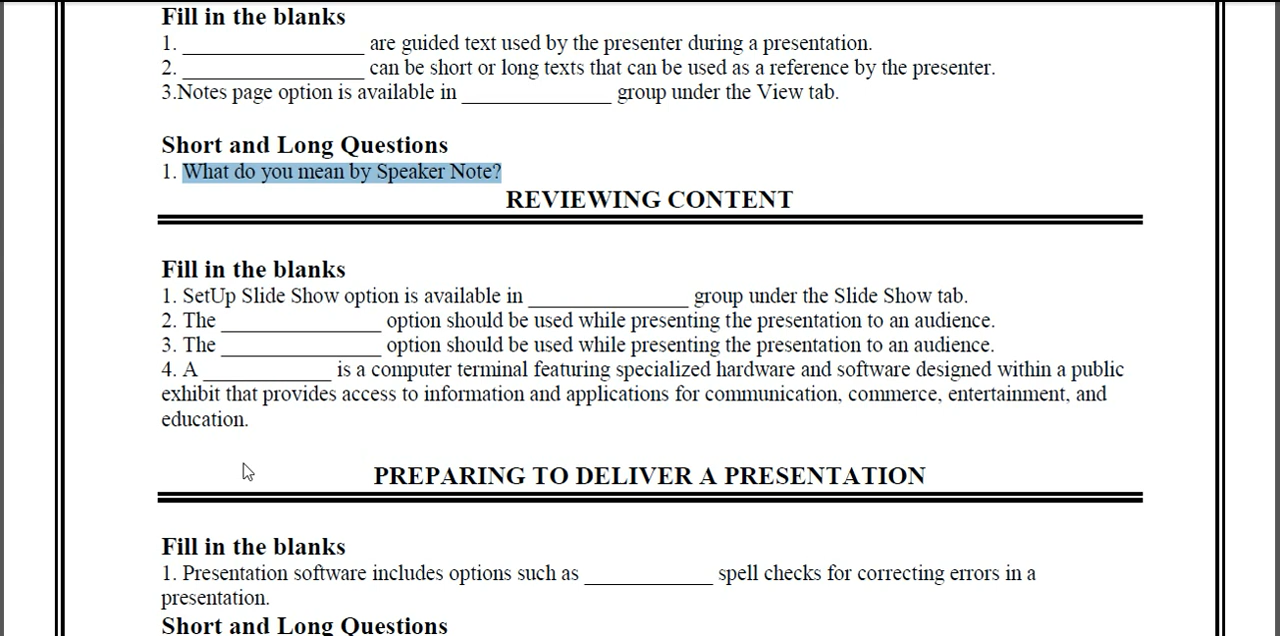 Fill in the blanks
1. ________________ are guided text used by the presenter during a presentation.
2. ________________ can be short or long texts that can be used as a reference by the presenter.
3.Notes page option is available in _____________ group under the View tab.
Short and Long Questions
1. What do you mean by Speaker Note?
REVIEWING CONTENT
Fill in the blanks
1. SetUp Slide Show option is available in ______________ group under the Slide Show tab.
2. The ______________ option should be used while presenting the presentation to an audience.
3. The ______________ option should be used while presenting the presentation to an audience.
4. A ___________ is a computer terminal featuring specialized hardware and software designed within a public
exhibit that provides access to information and applications for communication, commerce, entertainment, and
education.
PREPARING TO DELIVER A PRESENTATION
Fill in the blanks
1. Presentation software includes options such as ___________ spell checks for correcting errors in a
presentation.
Short and Long Questions